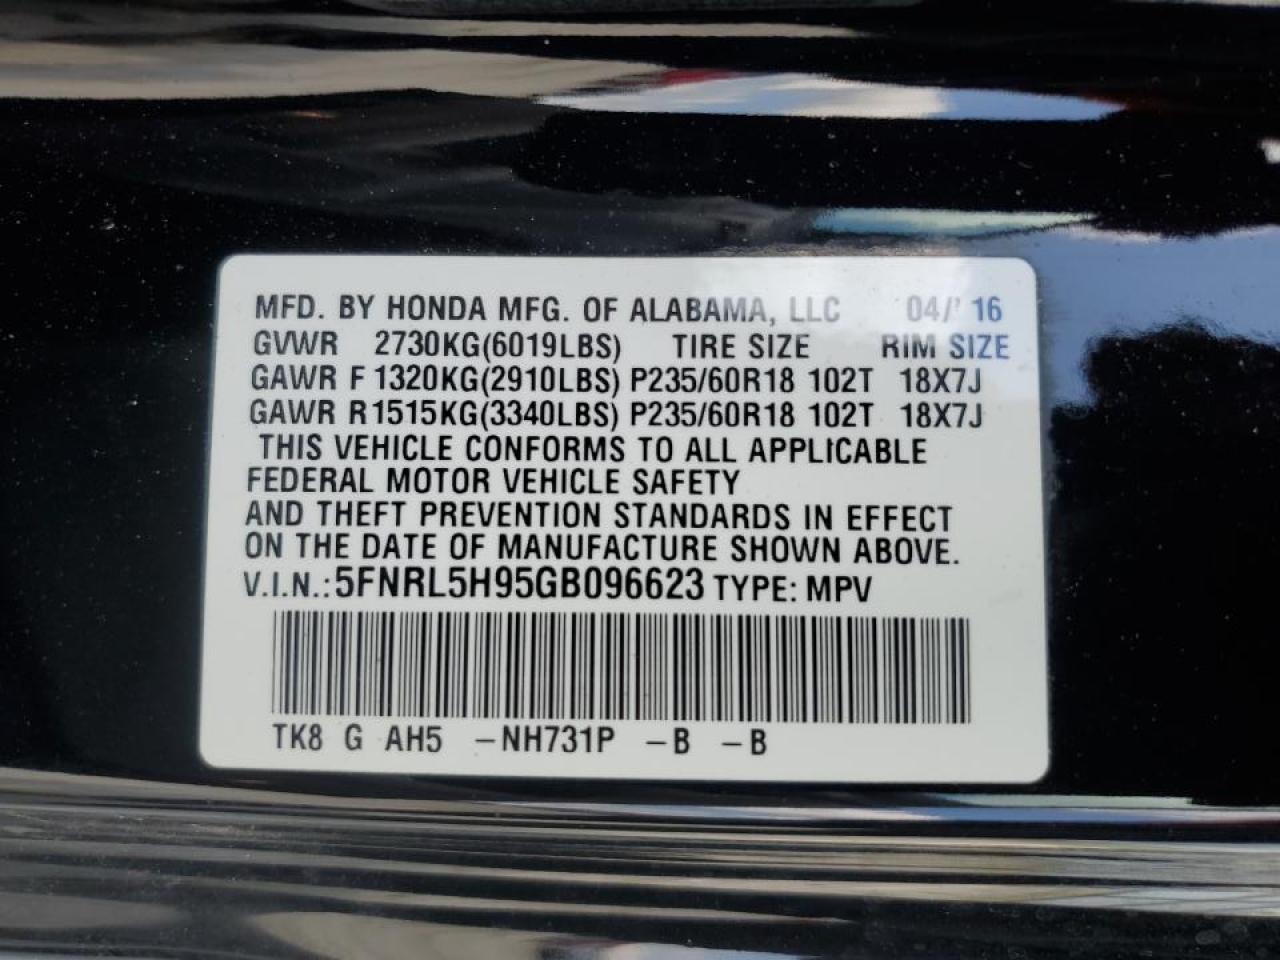 MFD. BY HONDA MFG. OF ALABAMA, LLC 04/ 16
GVWR 2730KG(6019LBS) TIRE SIZE RIM SIZE
GAWR F 1320KG(2910LBS) P235/60R18 102T 18X7J
GAWR R1515KG(3340LBS) P235/60R18 102T 18X7J
THIS VEHICLE CONFORMS TO ALL APPLICABLE
FEDERAL MOTOR VEHICLE SAFETY
AND THEFT PREVENTION STANDARDS IN EFFECT
ON THE DATE OF MANUFACTURE SHOWN ABOVE.
V.I.N.: 5FNRL5H95GB096623 TYPE: MPV
TK8 G AH5 -NH731P -B -B